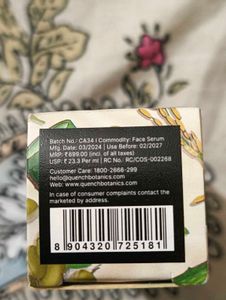 Batch No.: CA34 | Commodity: Face Serum
Mfg. Date: 03/2024 | Use Before: 02/2027
MRP: ₹699.00 (incl. of all taxes)
USP: ₹ 23.3 Per ml | RC No.: RC/COS-002268
Customer Care: 1800-2668-299
hello@quenchbotanics.com
www.quenchbotanics.com
In case of consumer complaints contact the
marketed by address.
8 904320 725181